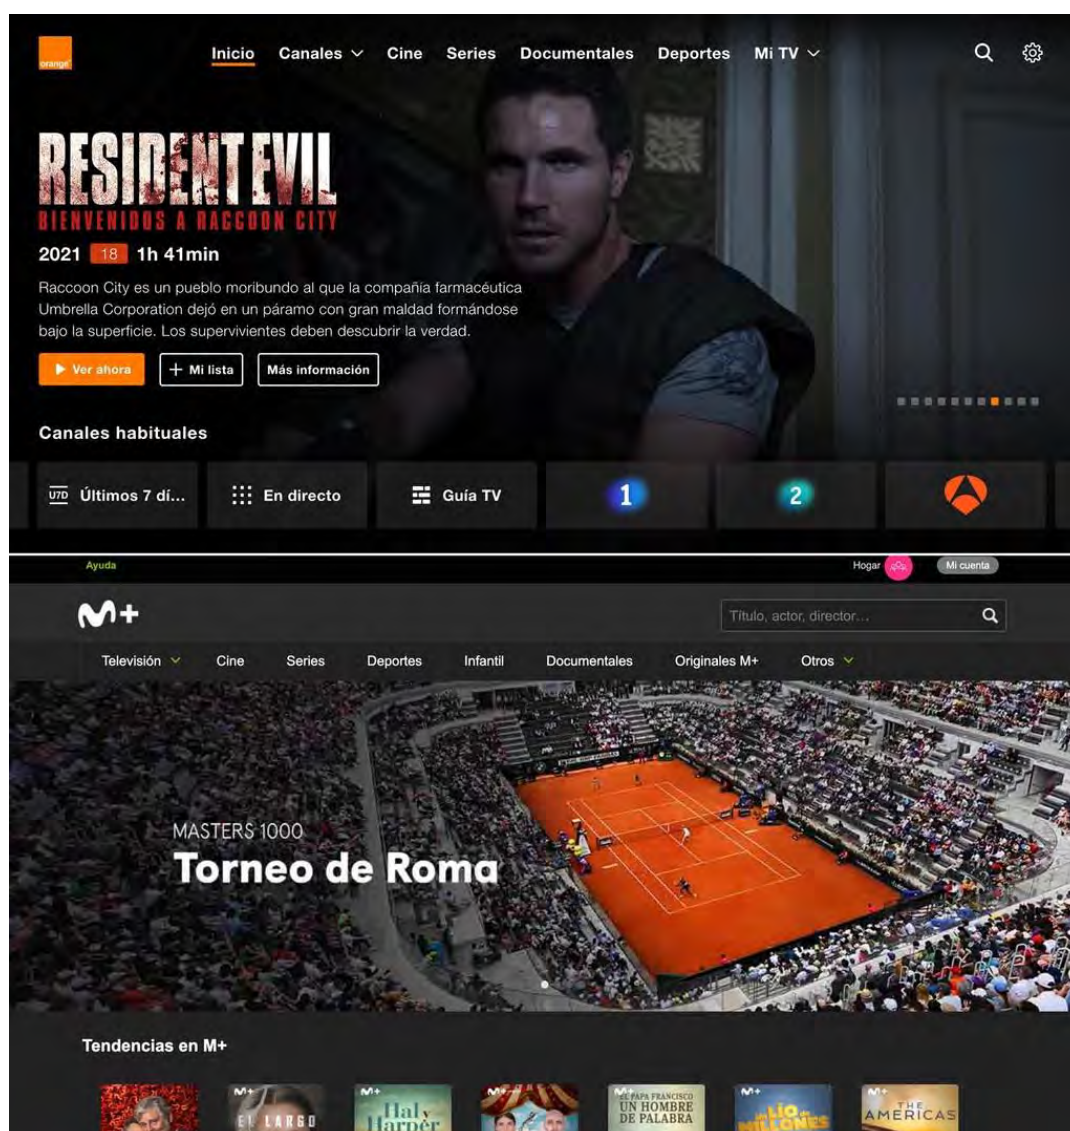 orange
Inicio Canales Cine Series Documentales Deportes Mi TV
RESIDENT EVIL
BIENVENIDOS A RACCOON CITY
2021 18 1h 41min
Raccoon City es un pueblo moribundo al que la compañía farmacéutica
Umbrella Corporation dejó en un páramo con gran maldad formándose
bajo la superficie. Los supervivientes deben descubrir la verdad.
Ver ahora + Mi lista Más información
Canales habituales
U7D Últimos 7 dí... En directo Guía TV 1 2
Ayuda Hogar Mi cuenta
M+ Título, actor, director...
Televisión Cine Series Deportes Infantil Documentales Originales M+ Otros
MASTERS 1000
Torneo de Roma
Tendencias en M+
M+ M+ M+ M+ M+ M+
EL LARGO
Hal y
Harper
EL PAPA FRANCISCO
UN HOMBRE
DE PALABRA
un LÍO de
MILLONES
THE
AMERICAS